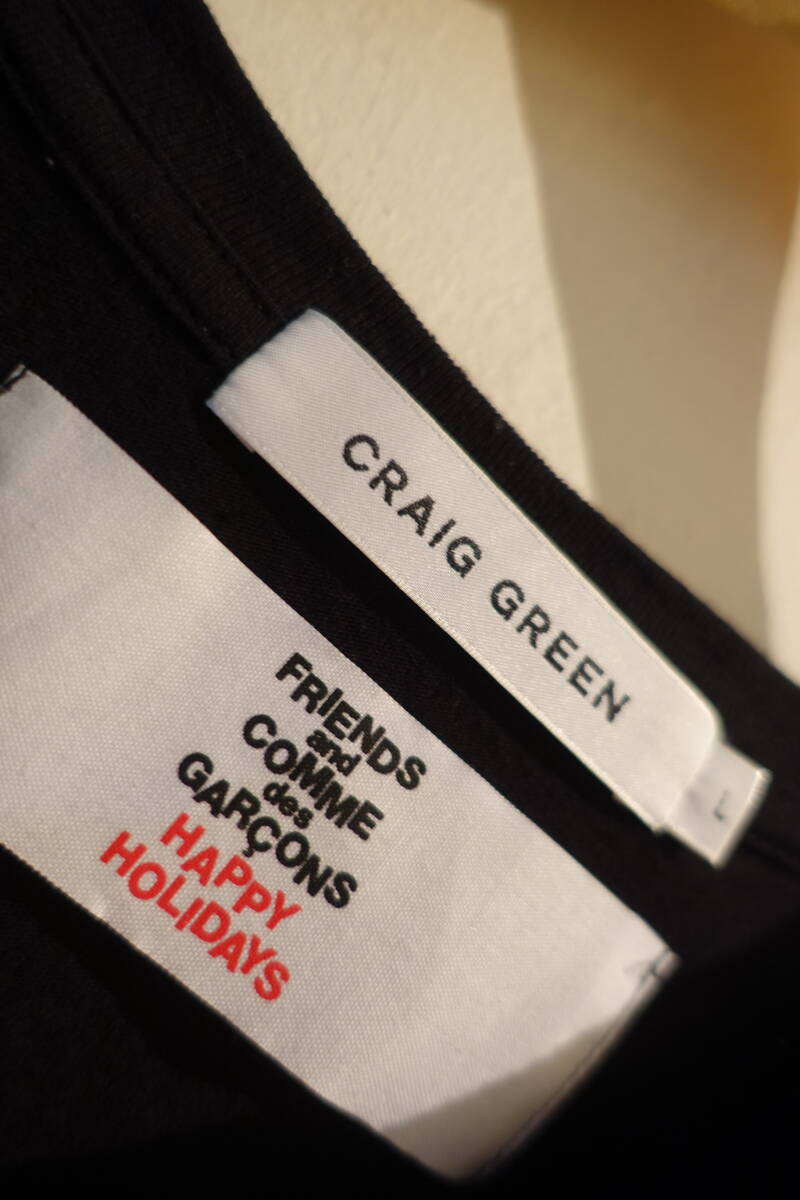 CRAIG GREEN
L
FRIENDS
and
COMME
des
GARÇONS
HAPPY
HOLIDAYS